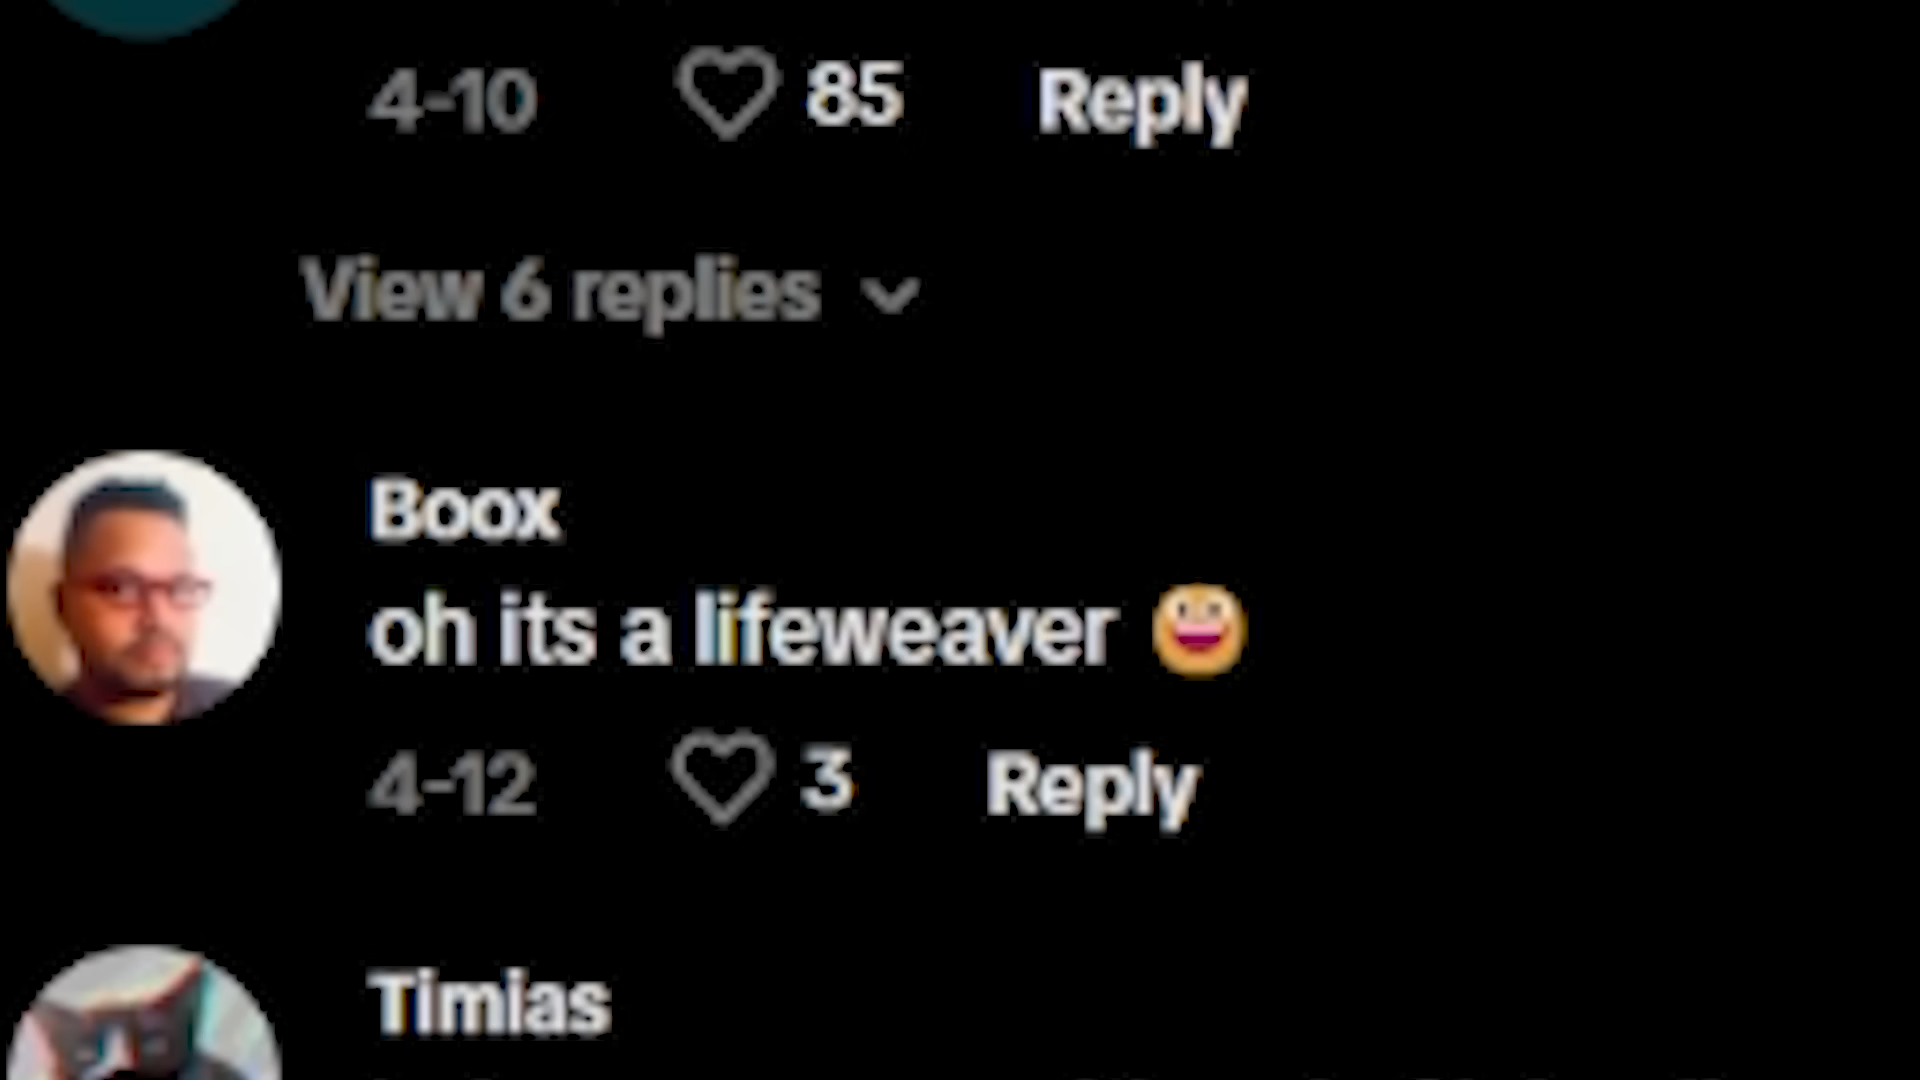 4-10 85 Reply
View 6 replies
Boox
oh its a lifeweaver 😃
4-12 3 Reply
Timias